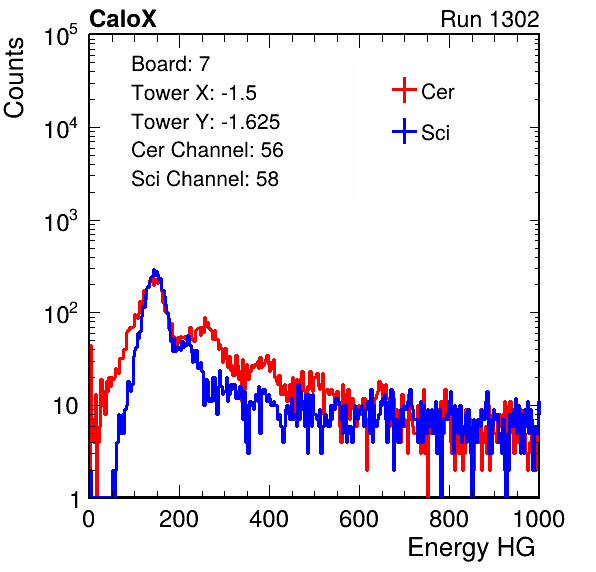 CaloX Run 1302
Counts
10^5
10^4
10^3
10^2
10
1
Board: 7
Tower X: -1.5
Tower Y: -1.625
Cer Channel: 56
Sci Channel: 58
Cer
Sci
0 200 400 600 800 1000
Energy HG